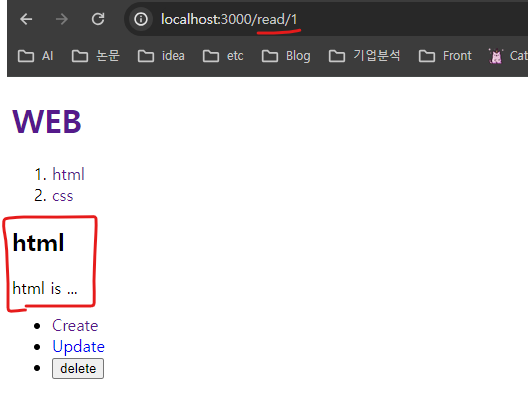 localhost:3000/read/1
AI 논문 idea etc Blog 기업분석 Front Cat
WEB
1. html
2. css
html
html is ...
Create
Update
delete